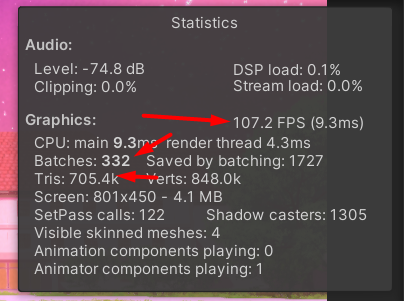 Statistics
Audio:
Level: -74.8 dB DSP load: 0.1%
Clipping: 0.0% Stream load: 0.0%
Graphics: 107.2 FPS (9.3ms)
CPU: main 9.3ms render thread 4.3ms
Batches: 332 Saved by batching: 1727
Tris: 705.4k Verts: 848.0k
Screen: 801x450 - 4.1 MB
SetPass calls: 122 Shadow casters: 1305
Visible skinned meshes: 4
Animation components playing: 0
Animator components playing: 1